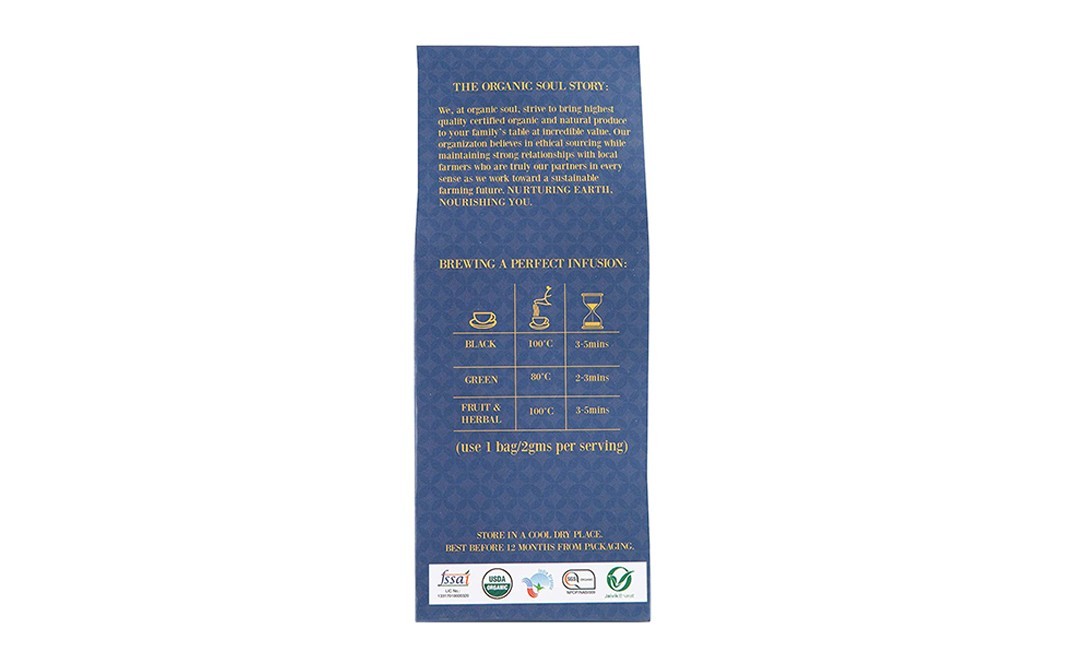 THE ORGANIC SOUL STORY:
We, at organic soul, strive to bring highest
quality certified organic and natural produce
to your family's table at incredible value. Our
organizaton believes in ethical sourcing while
maintaining strong relationships with local
farmers who are truly our partners in every
sense as we work toward a sustainable
farming future. NURTURING EARTH,
NOURISHING YOU.
BREWING A PERFECT INFUSION:
BLACK 100°C 3-5mins
GREEN 80°C 2-3mins
FRUIT & HERBAL 100°C 3-5mins
(use 1 bag/2gms per serving)
STORE IN A COOL DRY PLACE.
BEST BEFORE 12 MONTHS FROM PACKAGING.
fssai
LIC No.:
USDA
ORGANIC
SGS